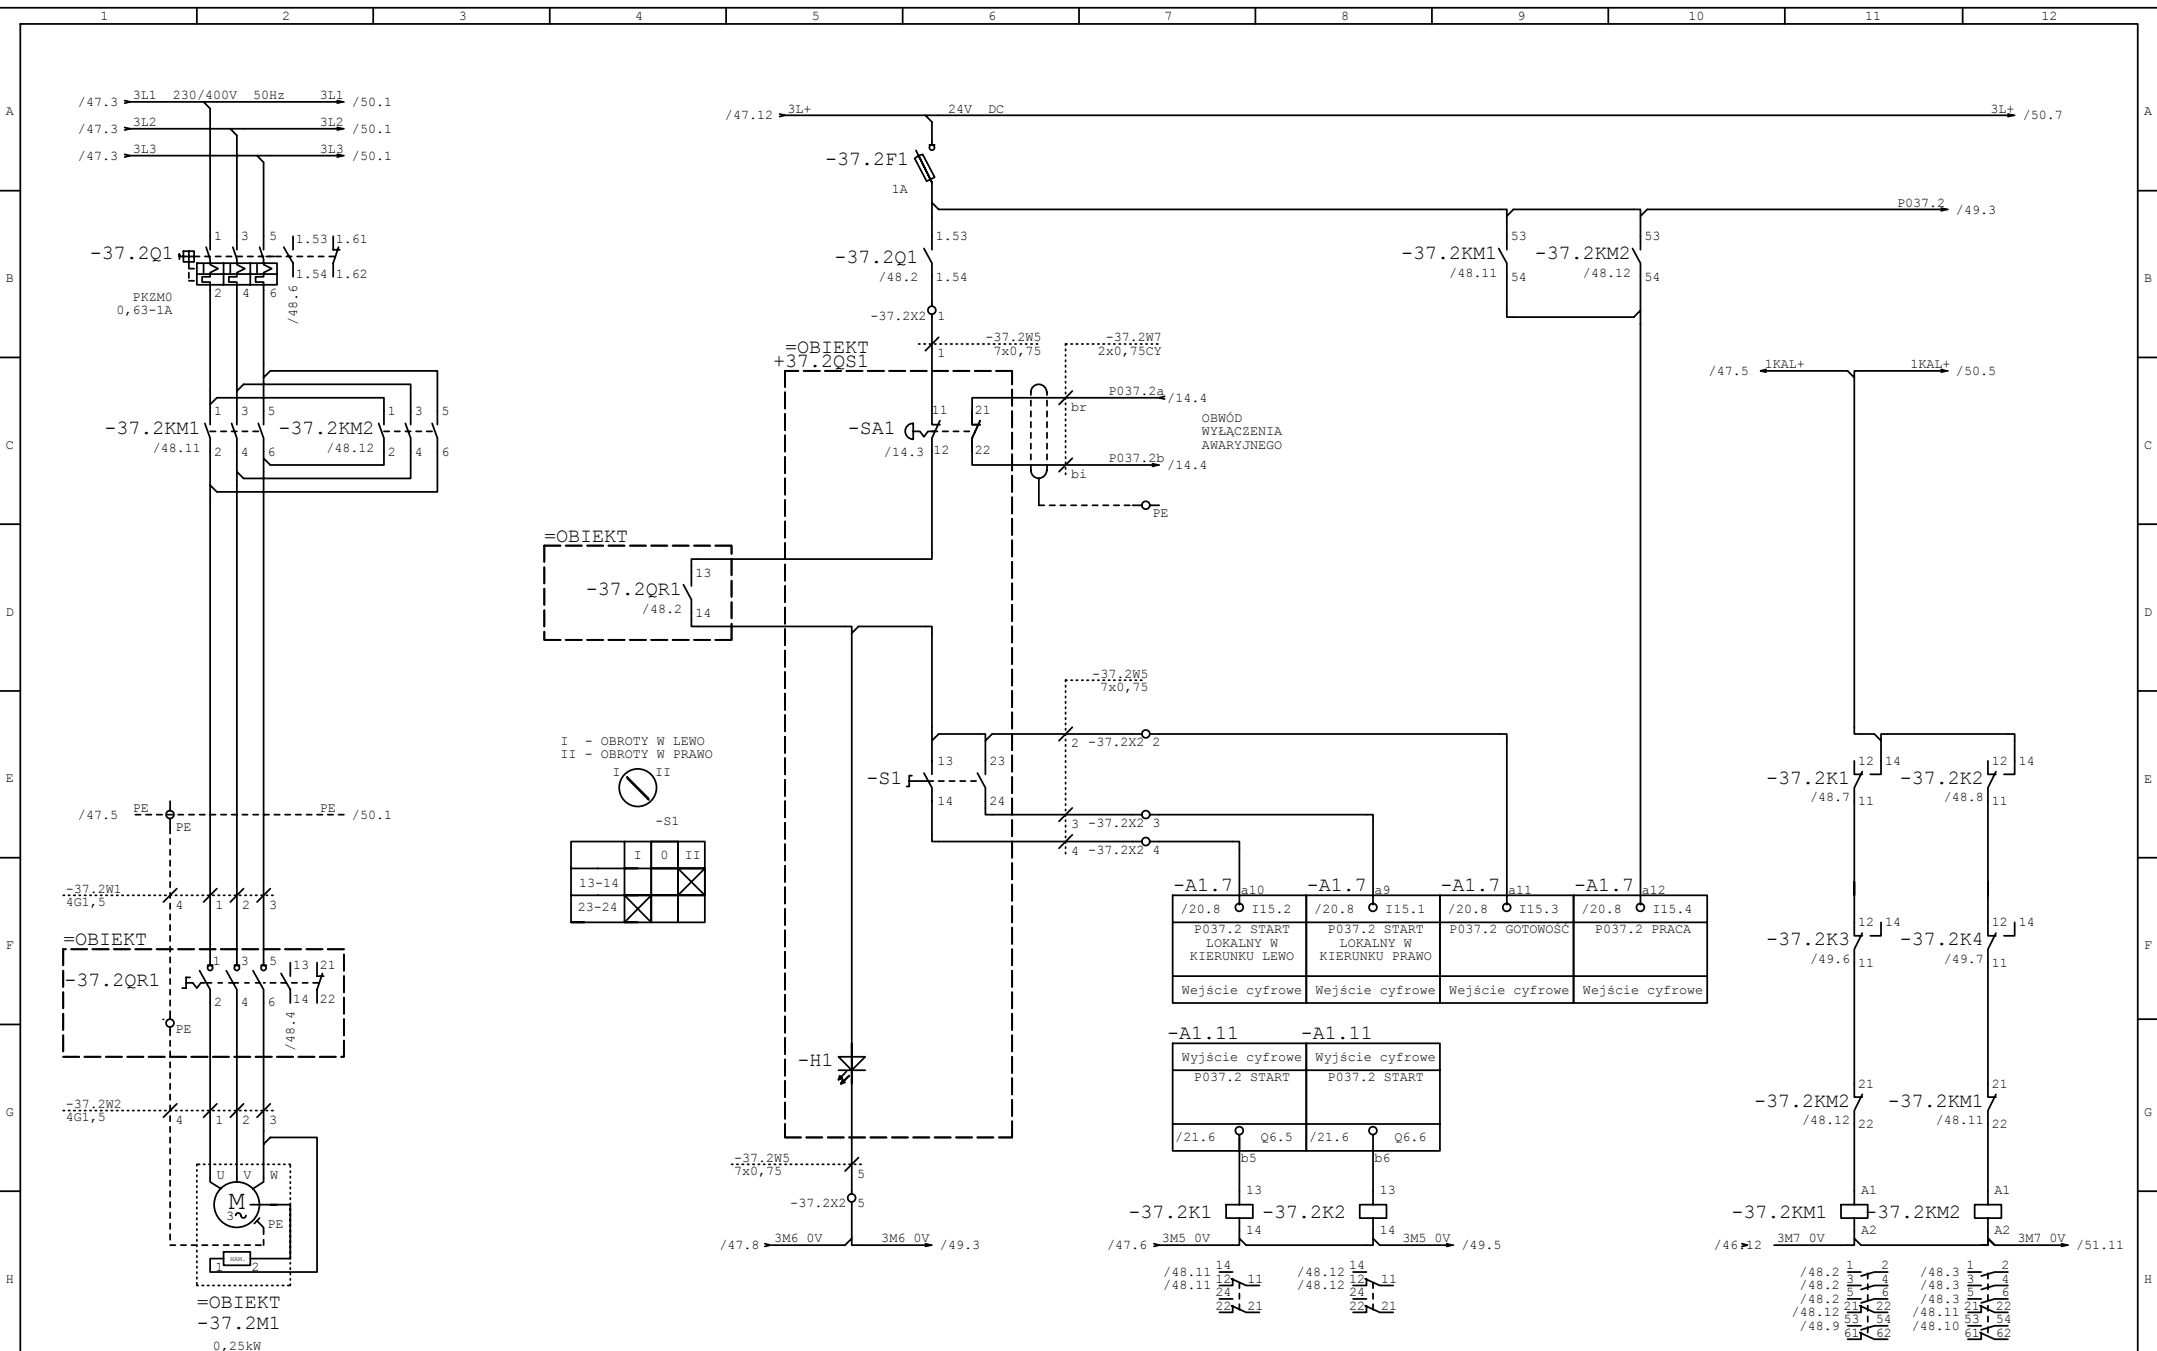 1 2 3 4 5 6 7 8 9 10 11 12
A
A
B
B
C
C
D
D
E
E
F
F
G
G
H
H
/47.3 3L1 230/400V 50Hz 3L1 /50.1
/47.3 3L2 3L2 /50.1
/47.3 3L3 3L3 /50.1
1 3 5 1.53 1.61
-37.2Q1
1.54 1.62
2 4 6
PKZM0
0,63-1A
/48.6
1 3 5 1 3 5
-37.2KM1 -37.2KM2
/48.11 2 4 6 /48.12 2 4 6
/47.5 PE PE /50.1
PE
-37.2W1
4G1,5 4 1 2 3
=OBIEKT
1 3 5 13 21
-37.2QR1
2 4 6 14 22
PE
/48.4
-37.2W2
4G1,5 4 1 2 3
U V W
M
3
PE
HAM.
1 2
=OBIEKT
-37.2M1
0,25kW
/47.12 3L+ 24V DC 3L+ /50.7
-37.2F1
1A
P037.2 /49.3
1.53
-37.2Q1
/48.2 1.54
-37.2X2 1
-37.2W5
7x0,75
1
-37.2W7
2x0,75CY
=OBIEKT
+37.2QS1
11 21
-SA1
/14.3 12 22
br P037.2a /14.4
bi P037.2b /14.4
OBWÓD
WYŁĄCZENIA
AWARYJNEGO
PE
=OBIEKT
13
-37.2QR1
/48.2 14
-37.2W5
7x0,75
I - OBROTY W LEWO
II - OBROTY W PRAWO
I II
-S1
I 0 II
13-14
23-24
13 23
-S1
14 24
2 -37.2X2 2
3 -37.2X2 3
4 -37.2X2 4
-H1
-37.2W5
7x0,75
5
-37.2X2 5
/47.8 3M6 0V 3M6 0V /49.3
53 53
-37.2KM1 -37.2KM2
/48.11 /48.12
54 54
-A1.7 a10 -A1.7 a9 -A1.7 a11 -A1.7 a12
/20.8 I15.2 /20.8 I15.1 /20.8 I15.3 /20.8 I15.4
P037.2 START
LOKALNY W
KIERUNKU LEWO
P037.2 START
LOKALNY W
KIERUNKU PRAWO
P037.2 GOTOWOŚĆ
P037.2 PRACA
Wejście cyfrowe Wejście cyfrowe Wejście cyfrowe Wejście cyfrowe
-A1.11 -A1.11
Wyjście cyfrowe Wyjście cyfrowe
P037.2 START P037.2 START
/21.6 Q6.5 /21.6 Q6.6
b5 b6
13 13
-37.2K1 -37.2K2
14 14
/47.6 3M5 0V 3M5 0V /49.5
/48.11 14
/48.11 12 11
24
22 21
/48.12 14
/48.12 12 11
24
22 21
/47.5 1KAL+ 1KAL+ /50.5
12 14 12 14
-37.2K1 -37.2K2
/48.7 11 /48.8 11
12 14 12 14
-37.2K3 -37.2K4
/49.6 11 /49.7 11
21 21
-37.2KM2 -37.2KM1
/48.12 22 /48.11 22
A1 A1
-37.2KM1 -37.2KM2
A2 A2
/46.12 3M7 0V 3M7 0V /51.11
/48.2 1 2
/48.2 3 4
/48.2 5 6
/48.12 21 22
/48.9 53 54
61 62
/48.3 1 2
/48.3 3 4
/48.3 5 6
/48.11 21 22
/48.10 53 54
61 62